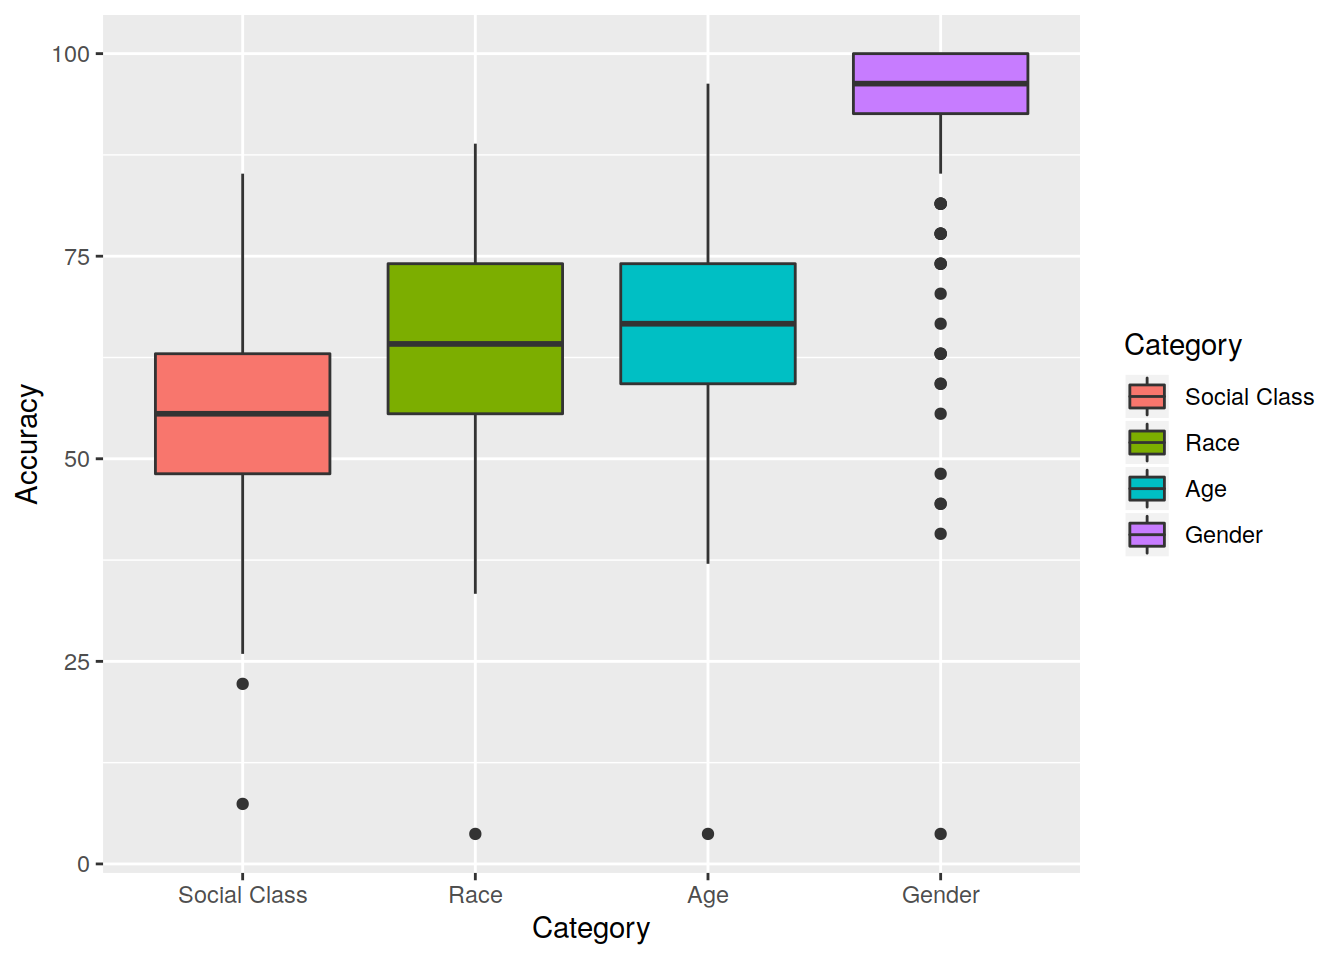 100
75
50
25
0
Accuracy
Social Class
Race
Age
Gender
Category
Category
Social Class
Race
Age
Gender